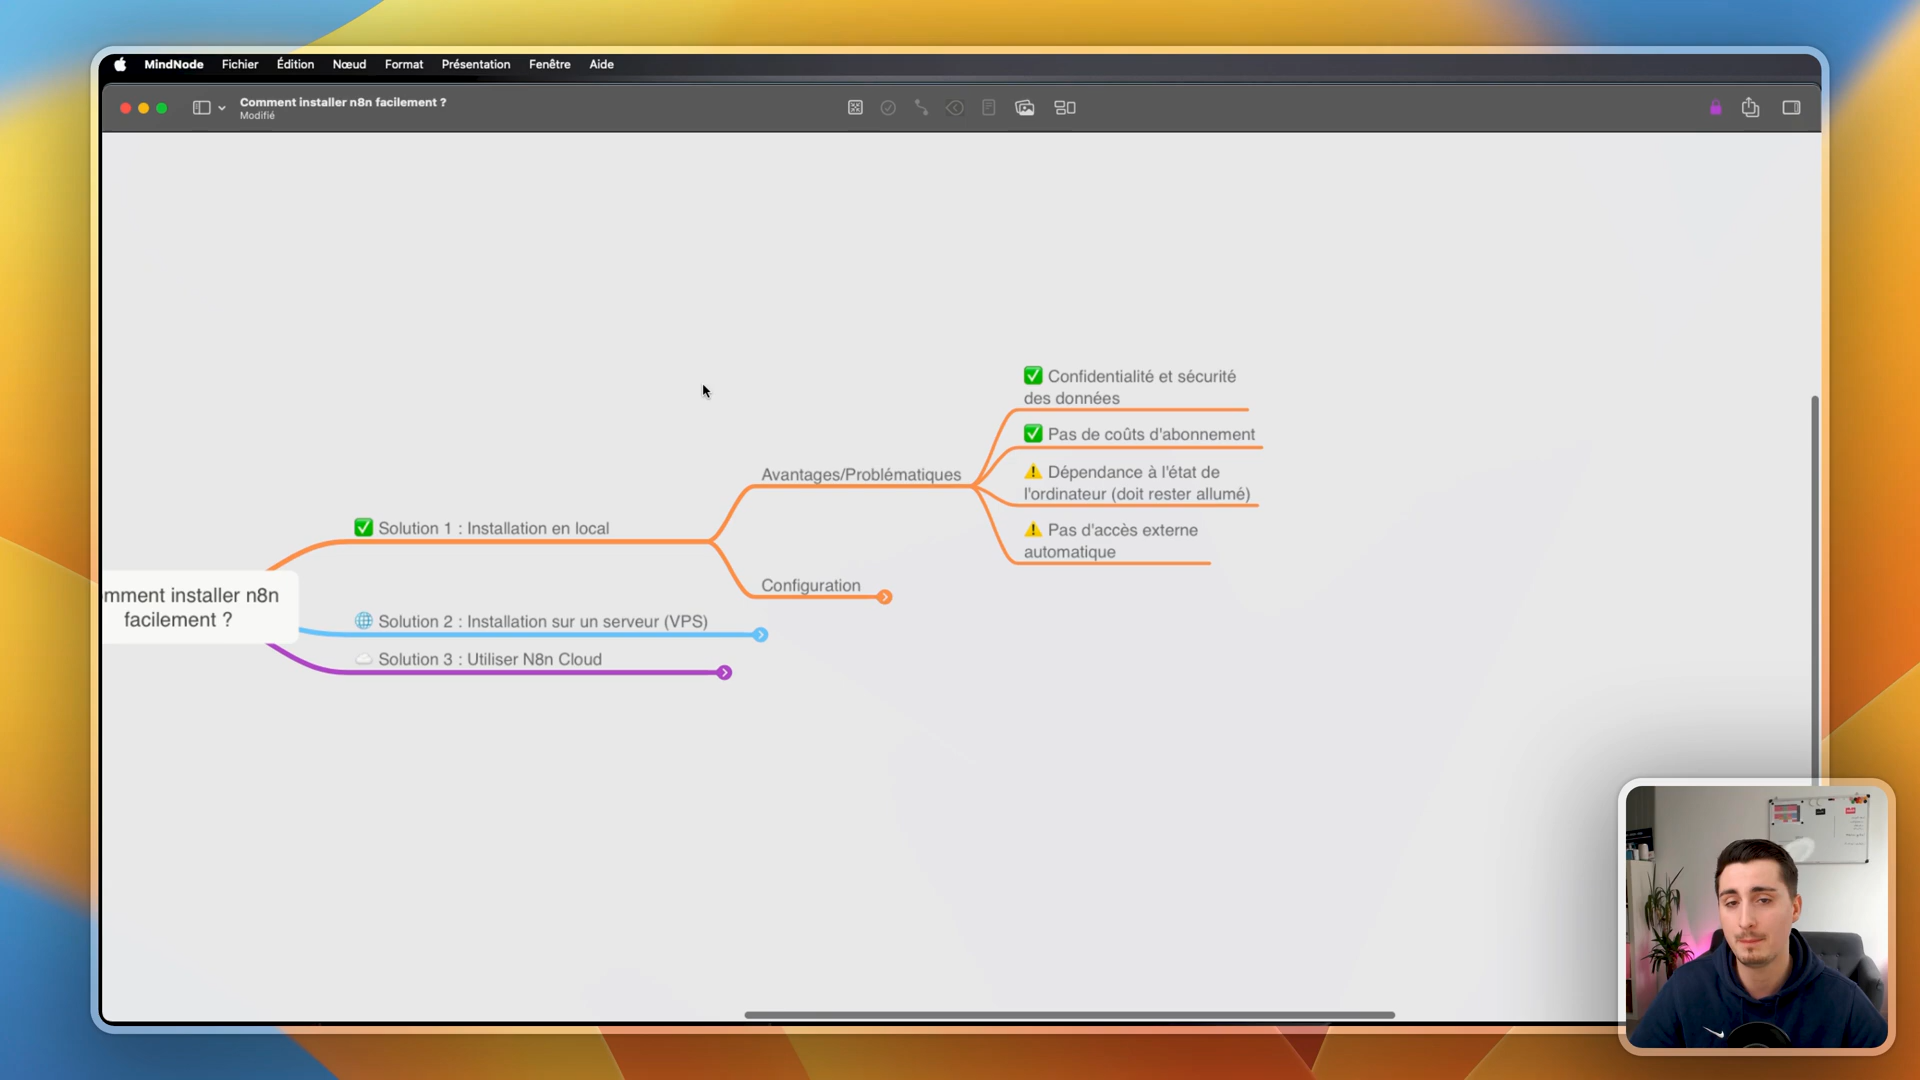 MindNode Fichier Édition Nœud Format Présentation Fenêtre Aide
Comment installer n8n facilement ?
Modifié
✅ Confidentialité et sécurité
des données
✅ Pas de coûts d'abonnement
⚠️ Dépendance à l'état de
l'ordinateur (doit rester allumé)
⚠️ Pas d'accès externe
automatique
Avantages/Problématiques
Configuration
✅ Solution 1 : Installation en local
omment installer n8n
facilement ?
🌐 Solution 2 : Installation sur un serveur (VPS)
☁️ Solution 3 : Utiliser N8n Cloud